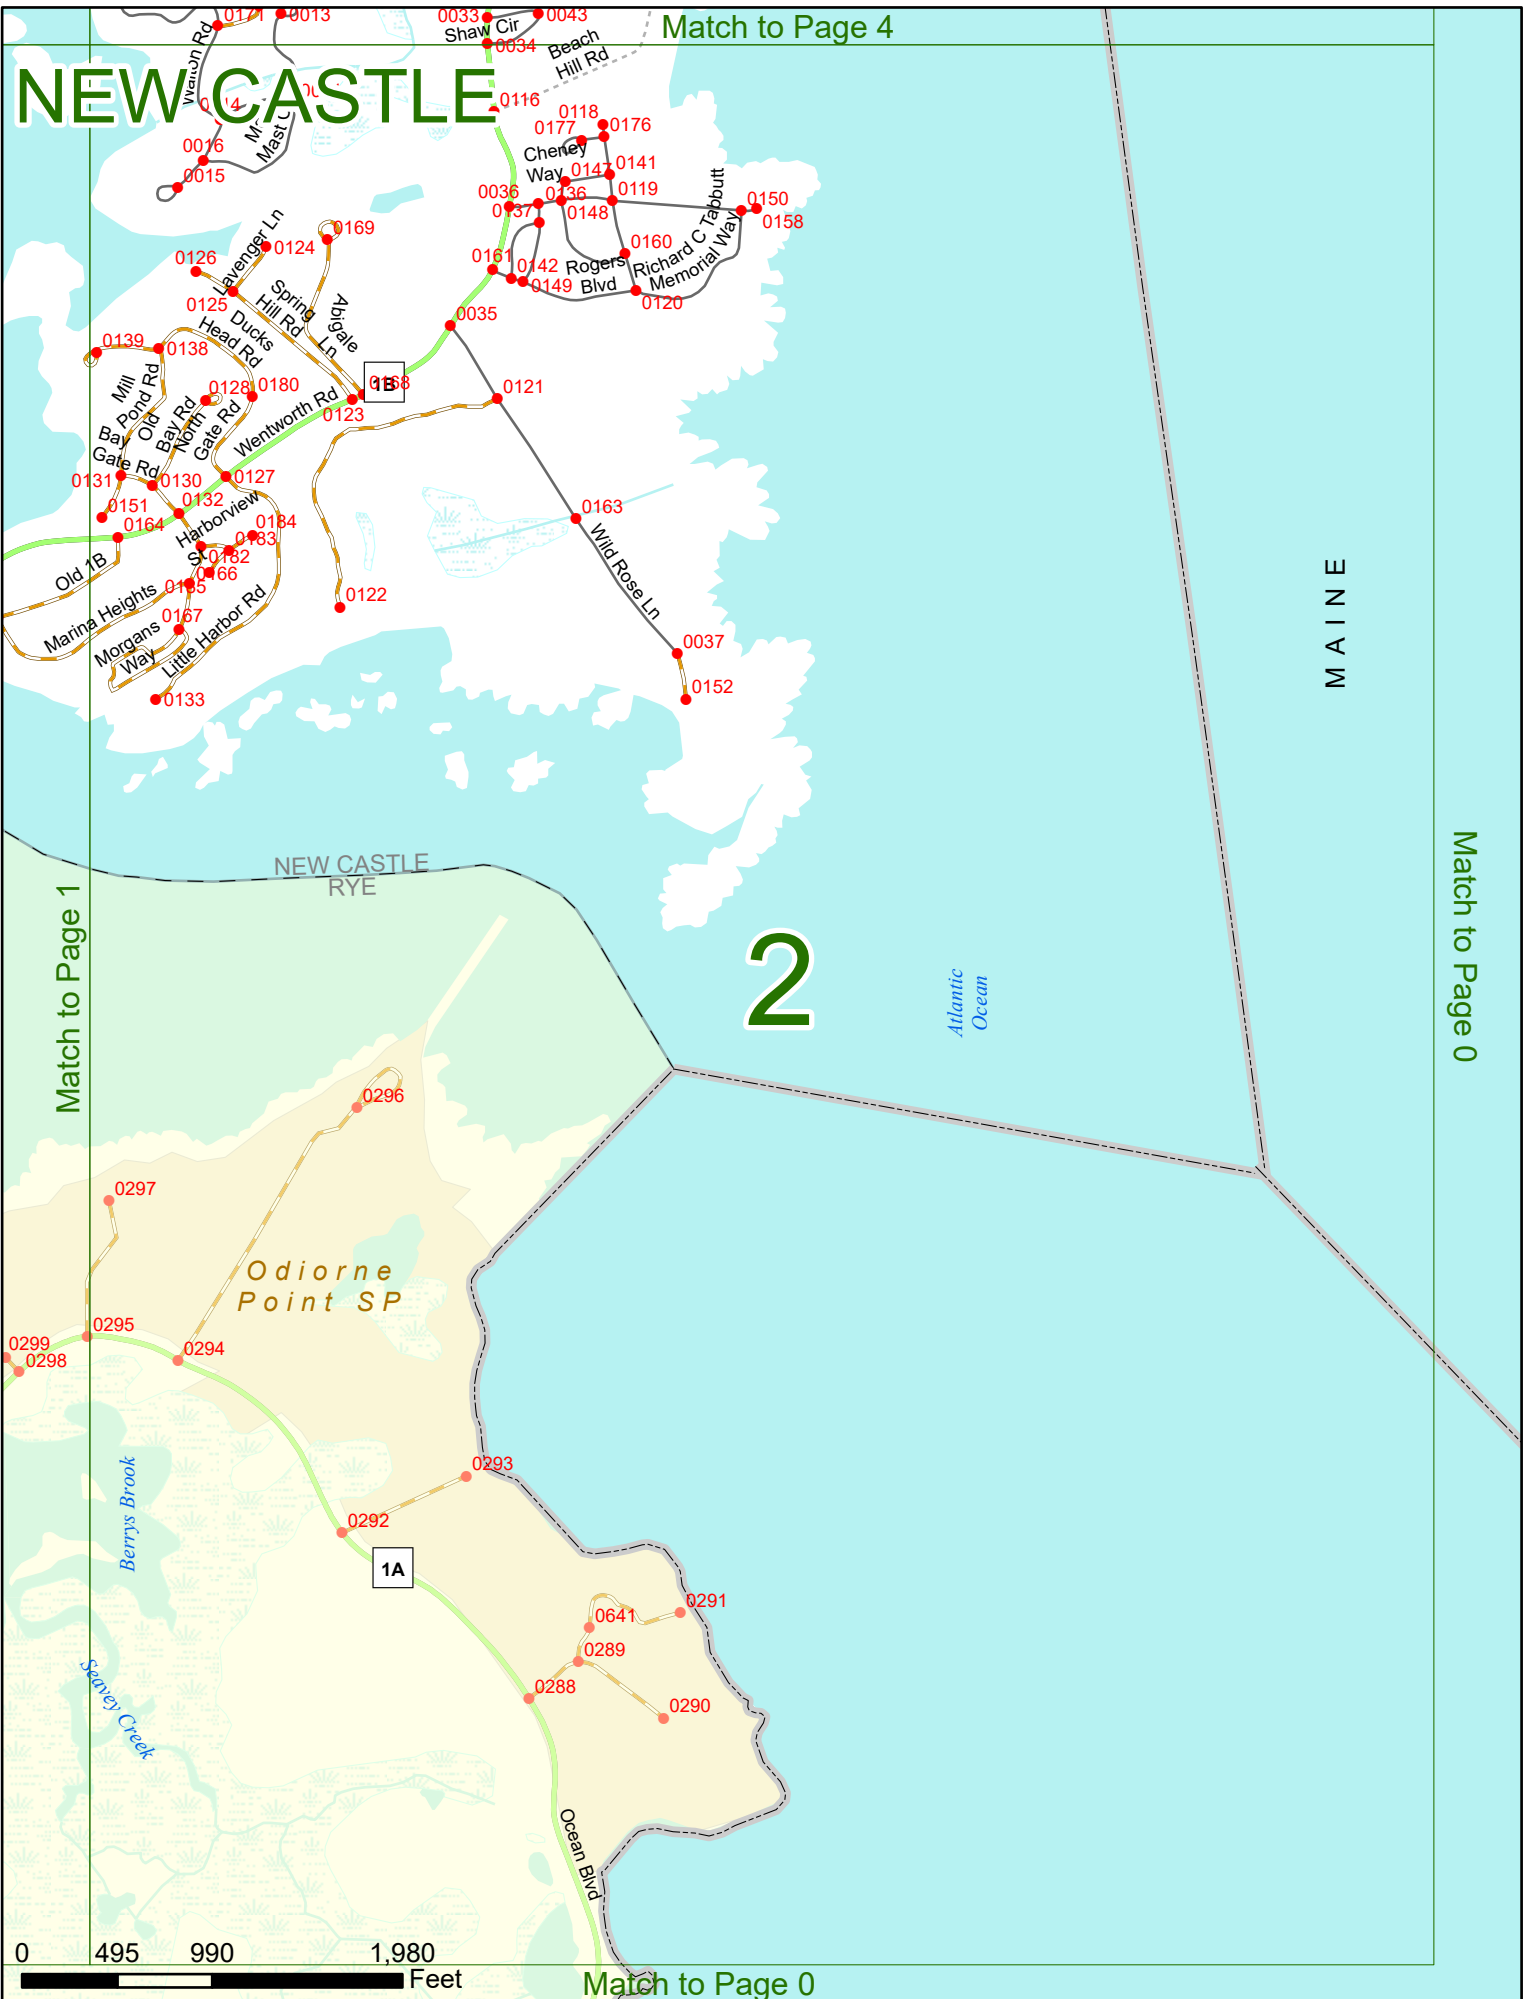 0171
0013
0033
0043
Shaw Cir
0034
Match to Page 4
Beach
Hill Rd
Walton Rd
NEW CASTLE
Mast
0116
0118
0176
0177
Cheney
Way
0147
0141
0016
0015
0036
0136
0137
0148
0119
0150
0158
Richard C Tabbutt
Memorial Way
0169
0124
Lavenger Ln
0126
0125
0161
0142
0149
Rogers
Blvd
0160
0120
Spring
Hill Rd
Abigale
Ln
0035
Ducks
Head Rd
0139
0138
Mill
Pond Rd
0128
0180
1B
0168
0123
0121
Wentworth Rd
Old
Bay
Gate Rd
North
Bay Rd
Gate Rd
0131
0130
0127
0151
0132
0164
0163
Harborview
St
0184
0183
0182
0166
0165
Old 1B
Wild Rose Ln
Marina Heights
0122
0167
Morgans
Way
Little Harbor Rd
0133
0037
0152
MAINE
NEW CASTLE
RYE
Match to Page 1
2
Atlantic
Ocean
Match to Page 0
0296
0297
Odiorne
Point SP
0295
0299
0298
0294
Berrys Brook
0293
0292
1A
0291
0641
0289
0288
0290
Seavey Creek
Ocean Blvd
0 495 990 1,980
Feet
Match to Page 0